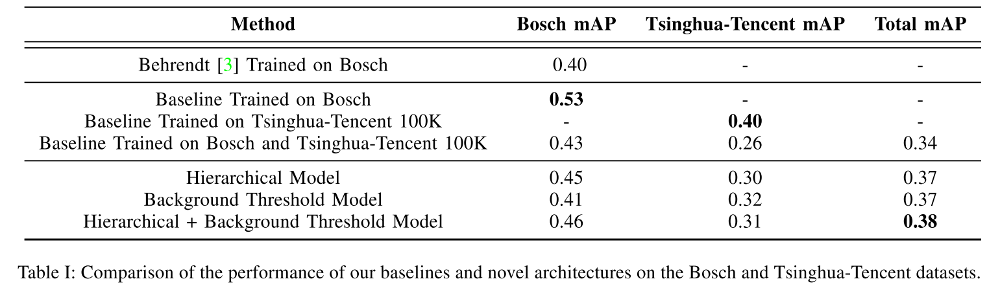 Method Bosch mAP Tsinghua-Tencent mAP Total mAP
Behrendt [3] Trained on Bosch 0.40 - -
Baseline Trained on Bosch 0.53 - -
Baseline Trained on Tsinghua-Tencent 100K - 0.40 -
Baseline Trained on Bosch and Tsinghua-Tencent 100K 0.43 0.26 0.34
Hierarchical Model 0.45 0.30 0.37
Background Threshold Model 0.41 0.32 0.37
Hierarchical + Background Threshold Model 0.46 0.31 0.38
Table I: Comparison of the performance of our baselines and novel architectures on the Bosch and Tsinghua-Tencent datasets.